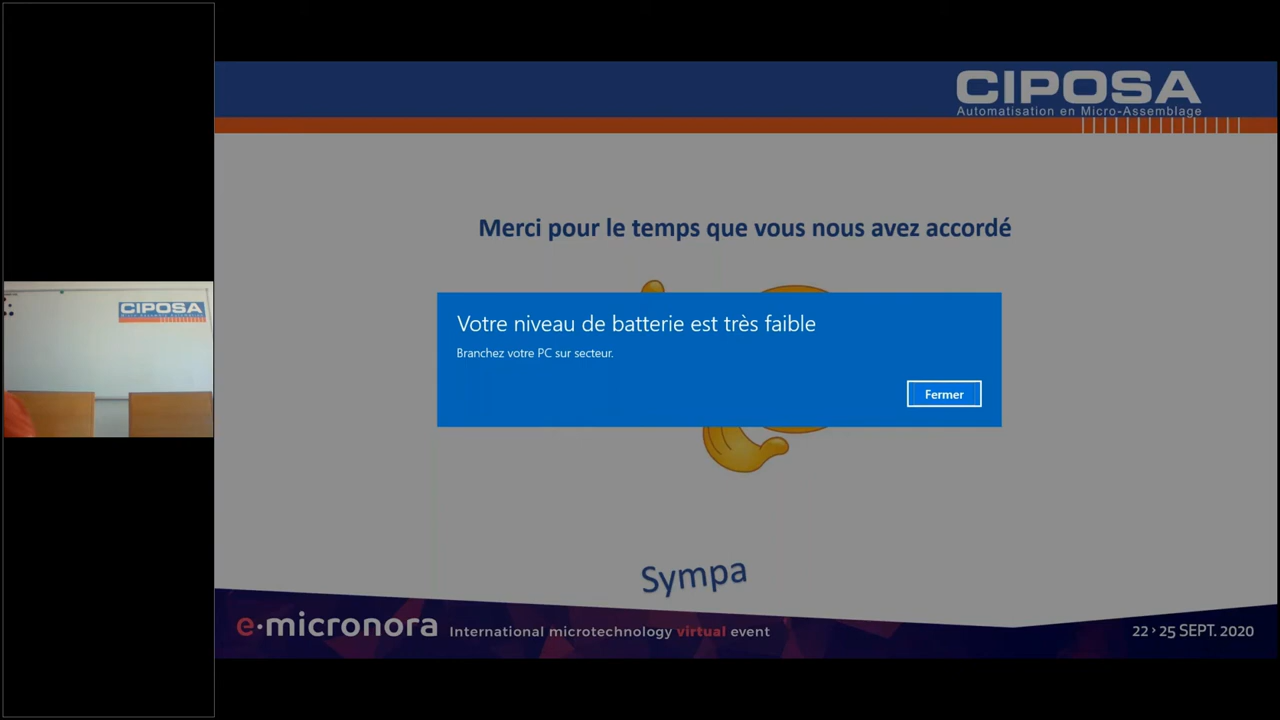 CIPOSA
Automatisation en Micro-Assemblage
Merci pour le temps que vous nous avez accordé
Votre niveau de batterie est très faible
Branchez votre PC sur secteur.
Fermer
CIPOSA
Sympa
e·micronora International microtechnology virtual event
22 > 25 SEPT. 2020